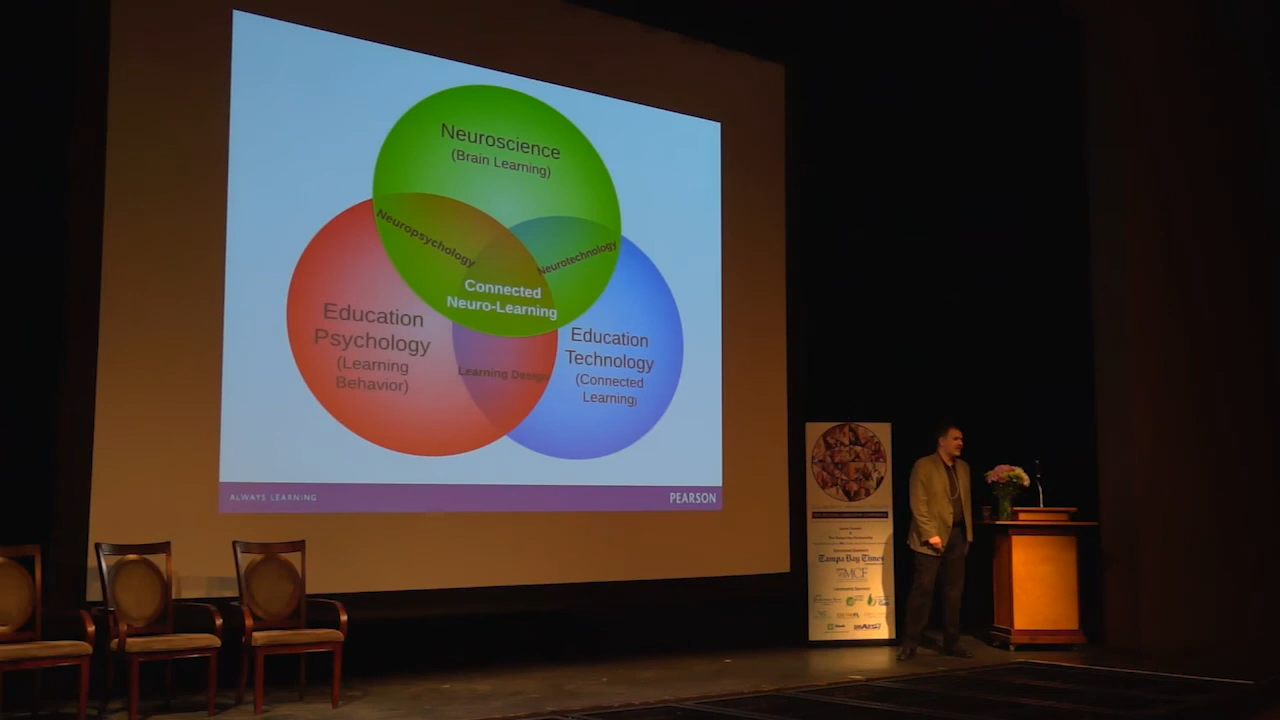 Neuroscience
(Brain Learning)
Neuropsychology
Neurotechnology
Connected
Neuro-Learning
Education
Psychology
(Learning
Behavior)
Education
Technology
(Connected
Learning)
Learning Design
ALWAYS LEARNING
PEARSON
Tampa Bay Times
MCF